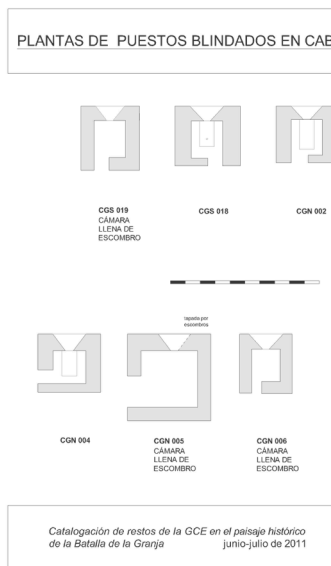 PLANTAS DE PUESTOS BLINDADOS EN CAB
CGS 019
CÁMARA
LLENA DE
ESCOMBRO
CGS 018
CGN 002
tapada por
escombros
CGN 004
CGN 005
CÁMARA
LLENA DE
ESCOMBRO
CGN 006
CÁMARA
LLENA DE
ESCOMBRO
Catalogación de restos de la GCE en el paisaje histórico
de la Batalla de la Granja junio-julio de 2011